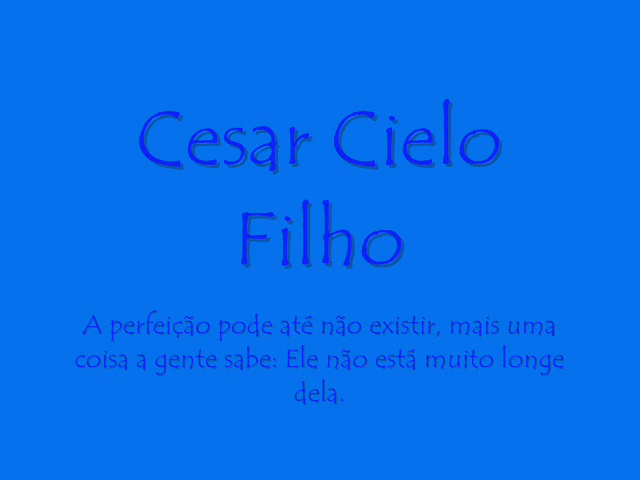 Cesar Cielo
Filho
A perfeição pode até não existir, mais uma
coisa a gente sabe: Ele não está muito longe
dela.